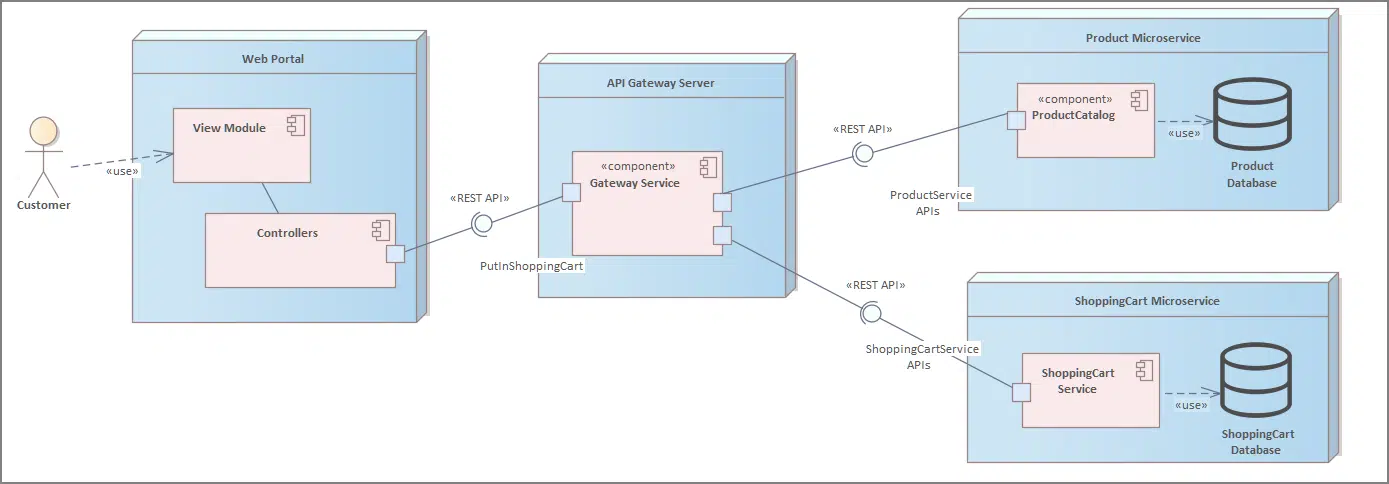 Web Portal
View Module
Controllers
«use»
Customer
«REST API»
PutInShoppingCart
API Gateway Server
«component»
Gateway Service
«REST API»
ProductService
APIs
Product Microservice
«component»
ProductCatalog
«use»
Product
Database
«REST API»
ShoppingCartService
APIs
ShoppingCart Microservice
ShoppingCart
Service
«use»
ShoppingCart
Database